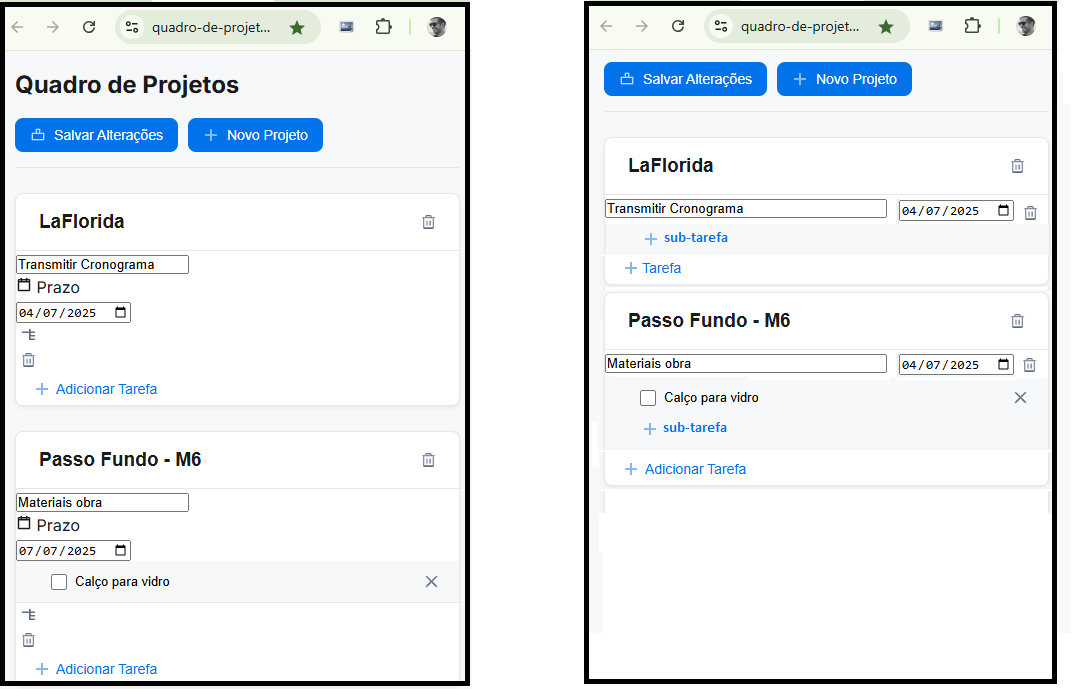 quadro-de-projet...
Quadro de Projetos
Salvar Alterações
Novo Projeto
LaFlorida
Transmitir Cronograma
Prazo
04/07/2025
Adicionar Tarefa
Passo Fundo - M6
Materiais obra
Prazo
07/07/2025
Calço para vidro
Adicionar Tarefa
quadro-de-projet...
Salvar Alterações
Novo Projeto
LaFlorida
Transmitir Cronograma 04/07/2025
sub-tarefa
Tarefa
Passo Fundo - M6
Materiais obra 04/07/2025
Calço para vidro
sub-tarefa
Adicionar Tarefa